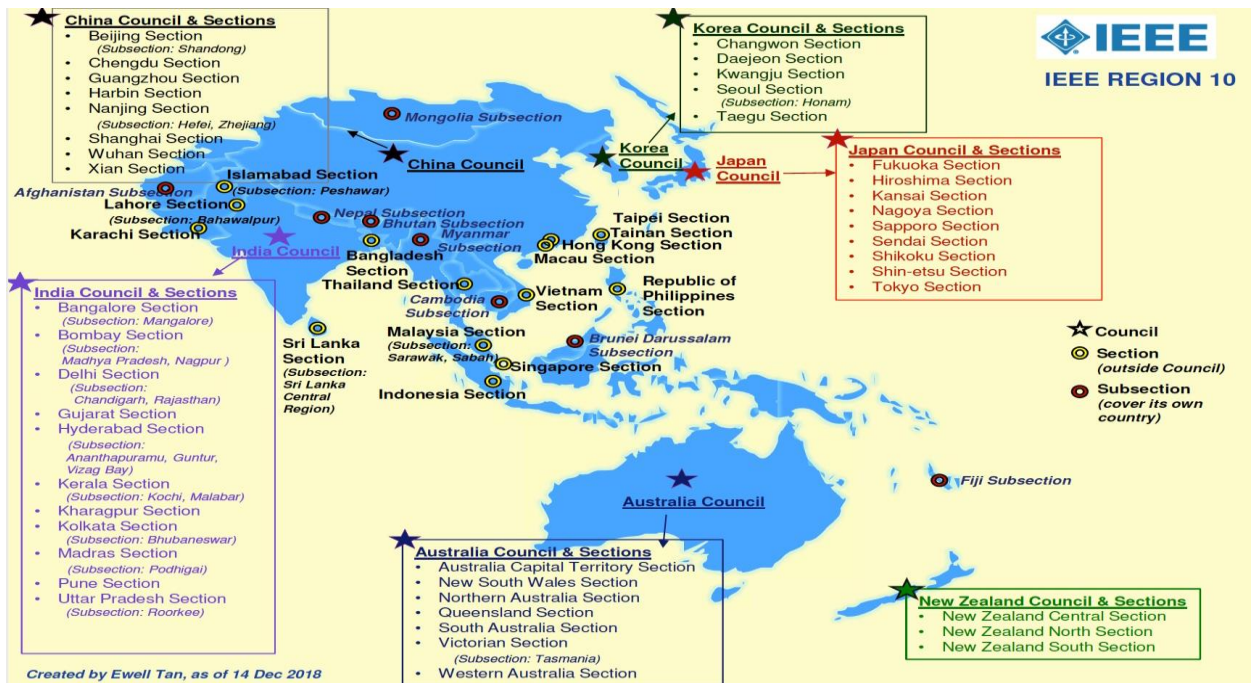 China Council & Sections
• Beijing Section
(Subsection: Shandong)
• Chengdu Section
• Guangzhou Section
• Harbin Section
• Nanjing Section
(Subsection: Hefei, Zhejiang)
• Shanghai Section
• Wuhan Section
• Xian Section
Korea Council & Sections
• Changwon Section
• Daejeon Section
• Kwangju Section
• Seoul Section
(Subsection: Honam)
• Taegu Section
IEEE
IEEE REGION 10
Japan Council & Sections
• Fukuoka Section
• Hiroshima Section
• Kansai Section
• Nagoya Section
• Sapporo Section
• Sendai Section
• Shikoku Section
• Shin-etsu Section
• Tokyo Section
Mongolia Subsection
China Council
Korea
Council
Japan
Council
Islamabad Section
(Subsection: Peshawar)
Afghanistan Subsection
Lahore Section
(Subsection: Bahawalpur)
Karachi Section
Nepal Subsection
Bhutan Subsection
Myanmar
Subsection
India Council
Bangladesh
Section
Taipei Section
Tainan Section
Hong Kong Section
Macau Section
Thailand Section
Cambodia
Subsection
Vietnam
Section
Republic of
Philippines
Section
Sri Lanka
Section
(Subsection:
Sri Lanka
Central
Region)
Malaysia Section
(Subsection:
Sarawak, Sabah)
Brunei Darussalam
Subsection
Singapore Section
Indonesia Section
Council
Section
(outside Council)
Subsection
(cover its own
country)
India Council & Sections
• Bangalore Section
(Subsection: Mangalore)
• Bombay Section
(Subsection:
Madhya Pradesh, Nagpur )
• Delhi Section
(Subsection:
Chandigarh, Rajasthan)
• Gujarat Section
• Hyderabad Section
(Subsection:
Ananthapuramu, Guntur,
Vizag Bay)
• Kerala Section
(Subsection: Kochi, Malabar)
• Kharagpur Section
• Kolkata Section
(Subsection: Bhubaneswar)
• Madras Section
(Subsection: Podhigai)
• Pune Section
• Uttar Pradesh Section
(Subsection: Roorkee)
Fiji Subsection
Australia Council
Australia Council & Sections
• Australia Capital Territory Section
• New South Wales Section
• Northern Australia Section
• Queensland Section
• South Australia Section
• Victorian Section
(Subsection: Tasmania)
• Western Australia Section
New Zealand Council & Sections
• New Zealand Central Section
• New Zealand North Section
• New Zealand South Section
Created by Ewell Tan, as of 14 Dec 2018